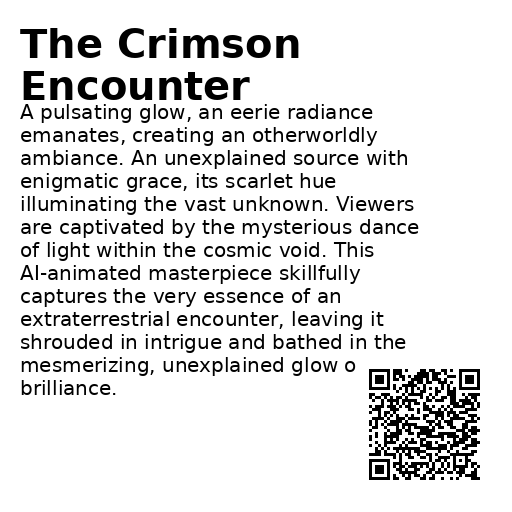 The Crimson
Encounter
A pulsating glow, an eerie radiance
emanates, creating an otherworldly
ambiance. An unexplained source with
enigmatic grace, its scarlet hue
illuminating the vast unknown. Viewers
are captivated by the mysterious dance
of light within the cosmic void. This
AI-animated masterpiece skillfully
captures the very essence of an
extraterrestrial encounter, leaving it
shrouded in intrigue and bathed in the
mesmerizing, unexplained glow o
brilliance.